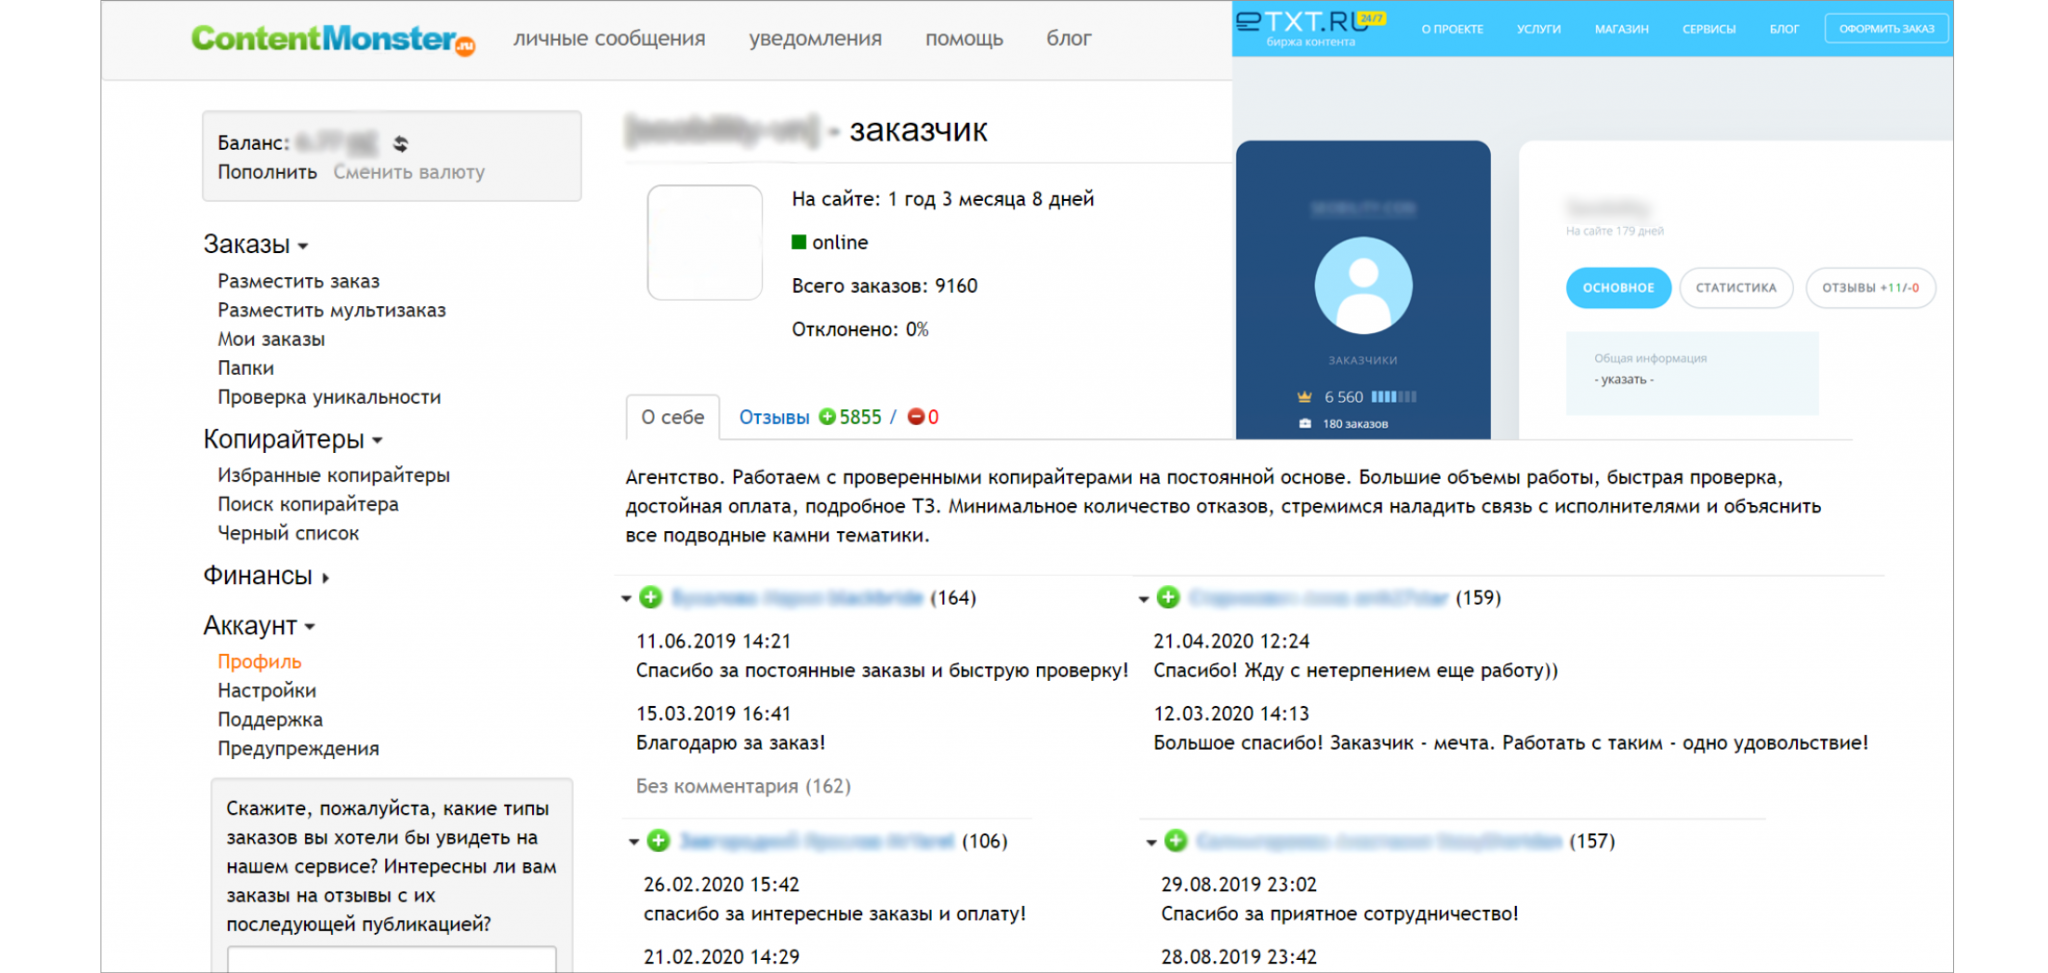 ContentMonster.ru
личные сообщения
уведомления
помощь
блог
Баланс:
Пополнить Сменить валюту
Заказы
Разместить заказ
Разместить мультизаказ
Мои заказы
Папки
Проверка уникальности
Копирайтеры
Избранные копирайтеры
Поиск копирайтера
Черный список
Финансы
Аккаунт
Профиль
Настройки
Поддержка
Предупреждения
Скажите, пожалуйста, какие типы
заказов вы хотели бы увидеть на
нашем сервисе? Интересны ли вам
заказы на отзывы с их
последующей публикацией?
- заказчик
На сайте: 1 год 3 месяца 8 дней
online
Всего заказов: 9160
Отклонено: 0%
О себе
Отзывы 5855 / 0
ETXT.RU 24/7
биржа контента
О ПРОЕКТЕ
УСЛУГИ
МАГАЗИН
СЕРВИСЫ
БЛОГ
ОФОРМИТЬ ЗАКАЗ
ЗАКАЗЧИКИ
6 560
180 заказов
На сайте 179 дней
ОСНОВНОЕ
СТАТИСТИКА
ОТЗЫВЫ +11/-0
Общая информация
- указать -
Агентство. Работаем с проверенными копирайтерами на постоянной основе. Большие объемы работы, быстрая проверка,
достойная оплата, подробное ТЗ. Минимальное количество отказов, стремимся наладить связь с исполнителями и объяснить
все подводные камни тематики.
(164)
11.06.2019 14:21
Спасибо за постоянные заказы и быструю проверку!
15.03.2019 16:41
Благодарю за заказ!
Без комментария (162)
(159)
21.04.2020 12:24
Спасибо! Жду с нетерпением еще работу))
12.03.2020 14:13
Большое спасибо! Заказчик - мечта. Работать с таким - одно удовольствие!
(106)
26.02.2020 15:42
спасибо за интересные заказы и оплату!
21.02.2020 14:29
(157)
29.08.2019 23:02
Спасибо за приятное сотрудничество!
28.08.2019 23:42